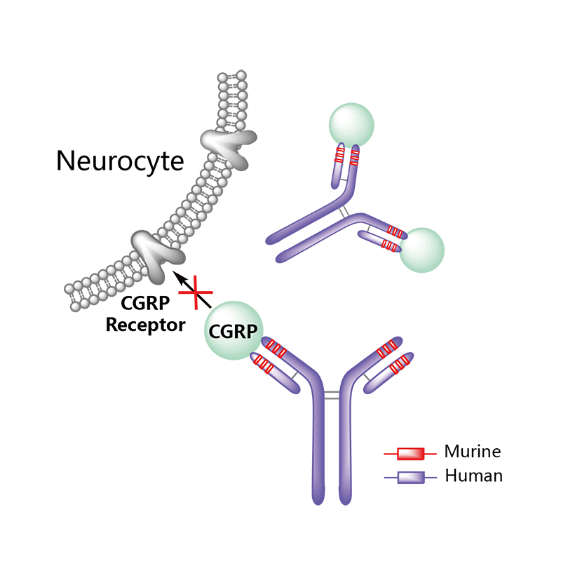 Neurocyte
CGRP
Receptor
CGRP
Murine
Human